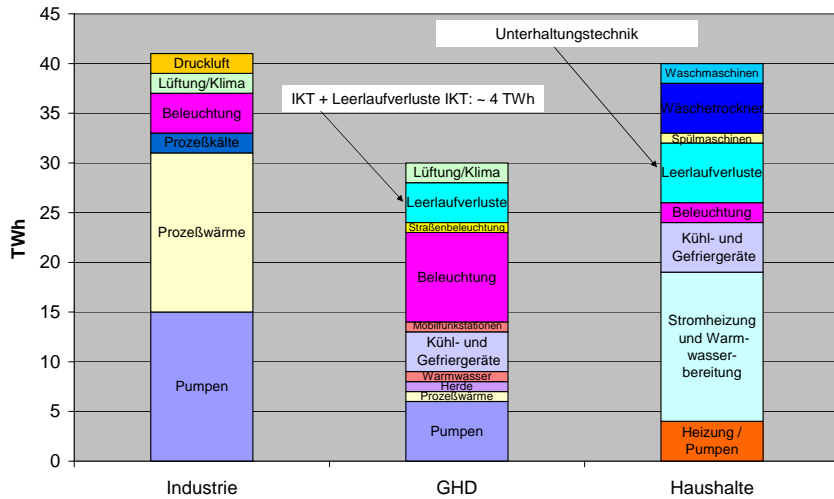 45
40
35
30
25
20
15
10
5
0
TWh
Druckluft
Lüftung/Klima
Beleuchtung
Prozeßkälte
Prozeßwärme
Pumpen
IKT + Leerlaufverluste IKT: ~ 4 TWh
Lüftung/Klima
Leerlaufverluste
Straßenbeleuchtung
Beleuchtung
Mobilfunkstationen
Kühl- und
Gefriergeräte
Warmwasser
Herde
Prozeßwärme
Pumpen
Unterhaltungstechnik
Waschmaschinen
Wäschetrockner
Spülmaschinen
Leerlaufverluste
Beleuchtung
Kühl- und
Gefriergeräte
Stromheizung
und Warm-
wasser-
bereitung
Heizung /
Pumpen
Industrie
GHD
Haushalte